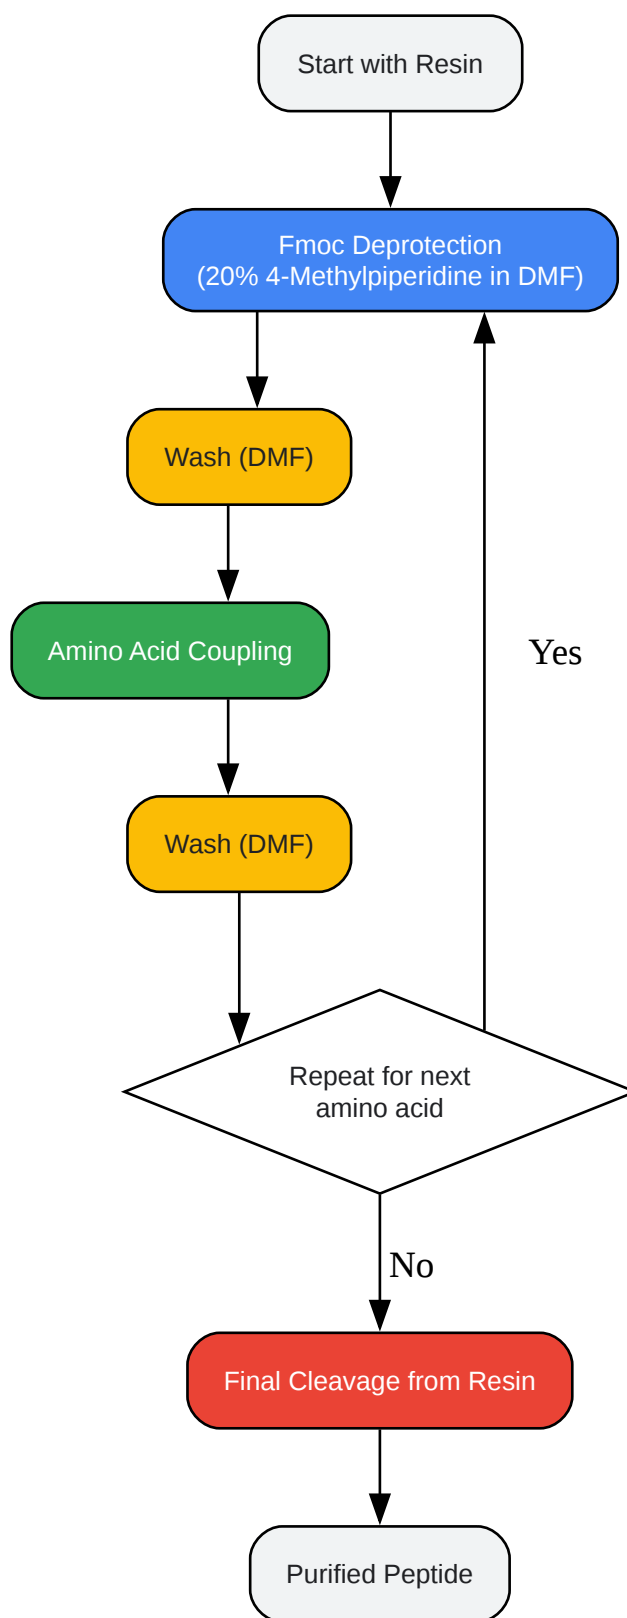 Start with Resin
Fmoc Deprotection
(20% 4-Methylpiperidine in DMF)
Wash (DMF)
Amino Acid Coupling
Yes
Wash (DMF)
Repeat for next
amino acid
No
Final Cleavage from Resin
Purified Peptide